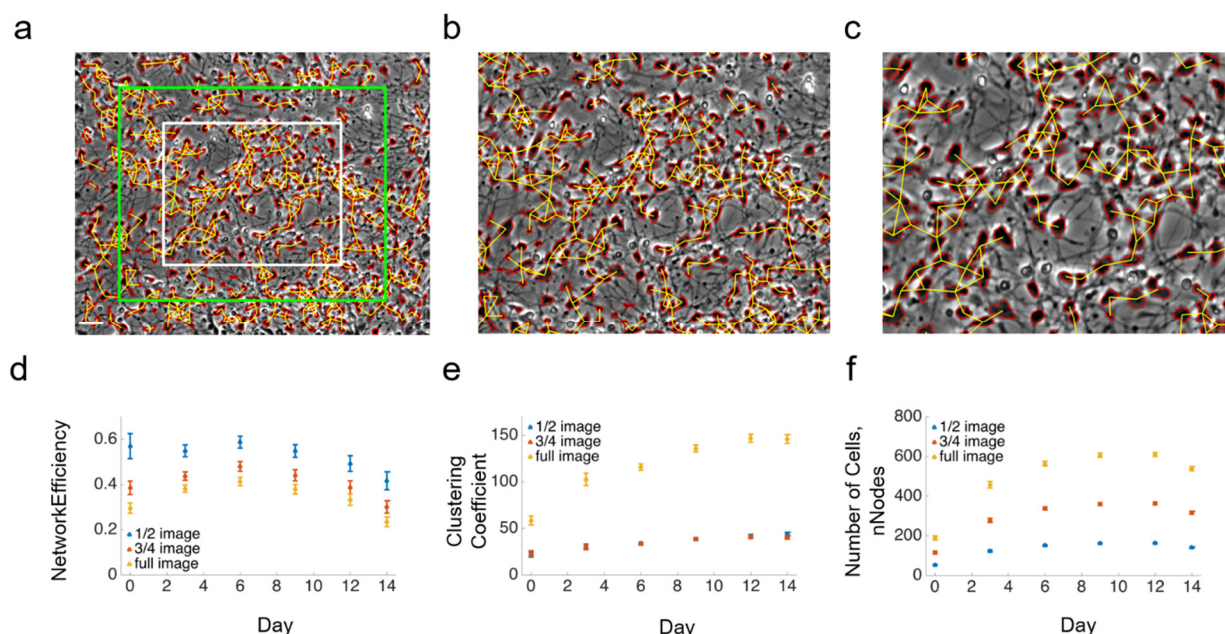 a
b
c
d
e
f
NetworkEfficiency
0.6
0.4
0.2
0
1/2 image
3/4 image
full image
0 2 4 6 8 10 12 14
Day
Clustering
Coefficient
150
100
50
0
1/2 image
3/4 image
full image
0 2 4 6 8 10 12 14
Day
Number of Cells,
nNodes
800
600
400
200
0
1/2 image
3/4 image
full image
0 2 4 6 8 10 12 14
Day